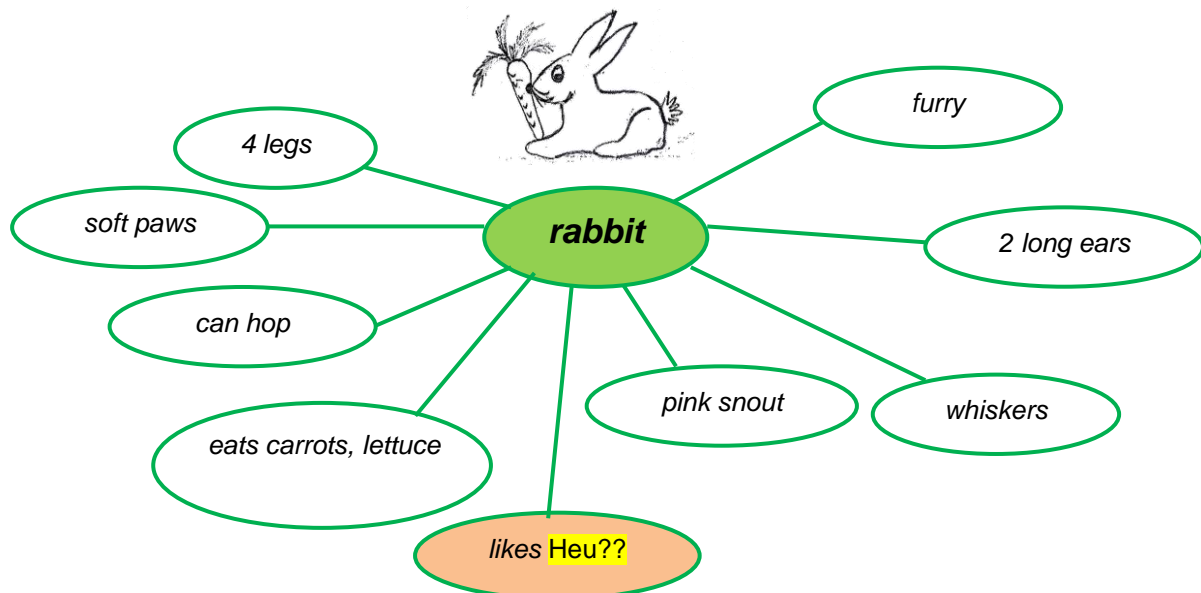 furry
4 legs
soft paws
rabbit
2 long ears
can hop
pink snout
whiskers
eats carrots, lettuce
likes Heu??